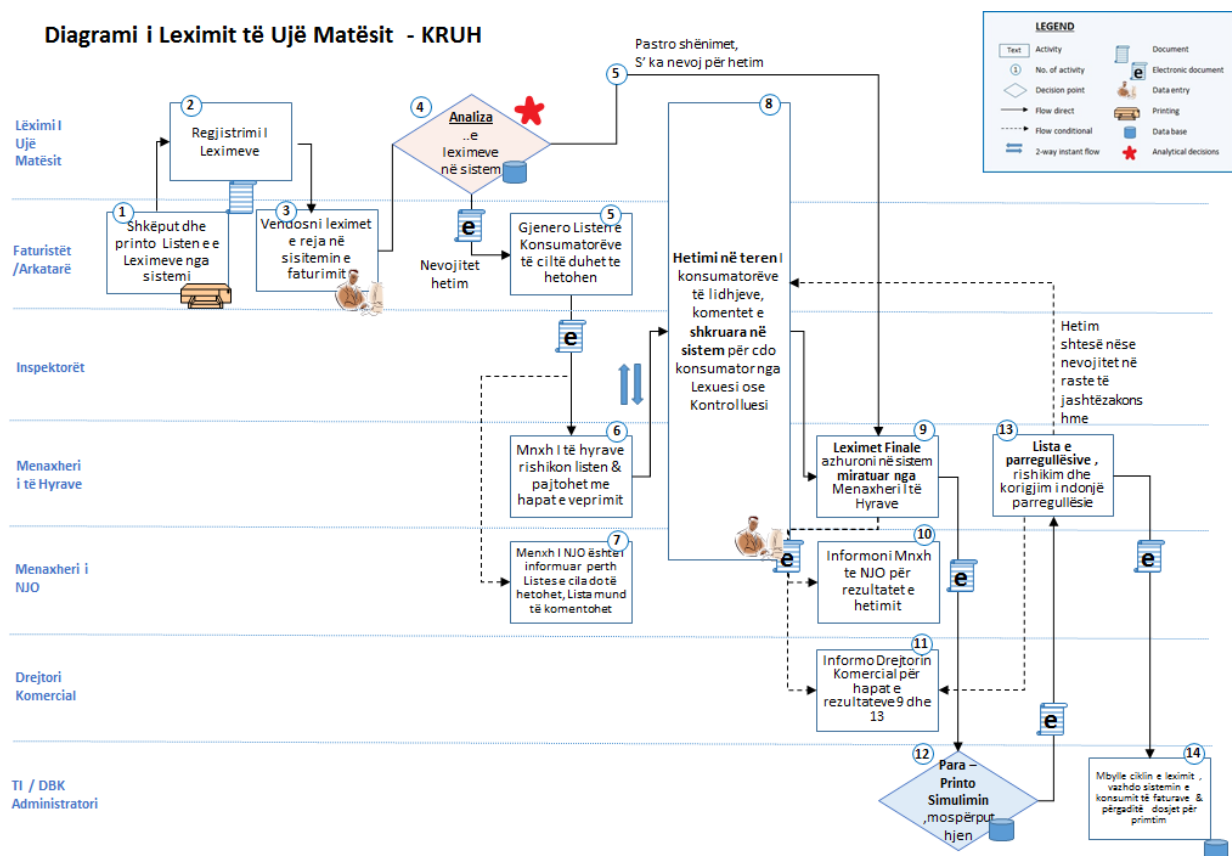 Diagrami i Leximit të Ujë Matësit - KRUH
LEGEND
Text
Activity
Document
1
No. of activity
e
Electronic document
Decision point
Data entry
Flow direct
Printing
Flow conditional
Data base
2-way instant flow
Analytical decisions
Lëximi I
Ujë
Matësit
Faturistët
/Arkatarë
Inspektorët
Menaxheri
i të Hyrave
Menaxheri i
NJO
Drejtori
Komercial
TI / DBK
Administratori
1
Shkëput dhe
printo Listen e e
Leximeve nga
sistemi
2
Regjistrimi I
Leximeve
3
Vendosni leximet
e reja në
sisitemin e
faturimit
4
Analiza
..e
leximeve
në sistem
5
Pastro shënimet,
S' ka nevoj për hetim
e
Nevojitet
hetim
5
Gjenero Listen e
Konsumatorëve
të ciltë duhet te
hetohen
e
6
Mnxh I të hyrave
rishikon listen &
pajtohet me
hapat e veprimit
7
Menxh I NJO është i
informuar perth
Listes e cila do të
hetohet, Lista mund
të komentohet
8
Hetimi në teren I
konsumatorëve
të lidhjeve,
komentet e
shkruara në
sistem për cdo
konsumator nga
Lexuesi ose
Kontrolluesi
9
Leximet Finale
azhuroni në sistem
miratuar nga
Menaxheri I të
Hyrave
e
10
Informoni Mnxh
te NJO për
rezultatet e
hetimit
e
11
Informo Drejtorin
Komercial për
hapat e
rezultateve 9 dhe
13
12
Para –
Printo
Simulimin
,mospërput
hjen
e
Hetim
shtesë nëse
nevojitet në
raste të
jashtëzakons
hme
13
Lista e
parregullësive ,
rishikim dhe
korigjim i ndonjë
parregullësie
e
14
Mbylle ciklin e leximit ,
vazhdo sistemin e
konsumit të faturave &
përgaditë dosjet për
primtim